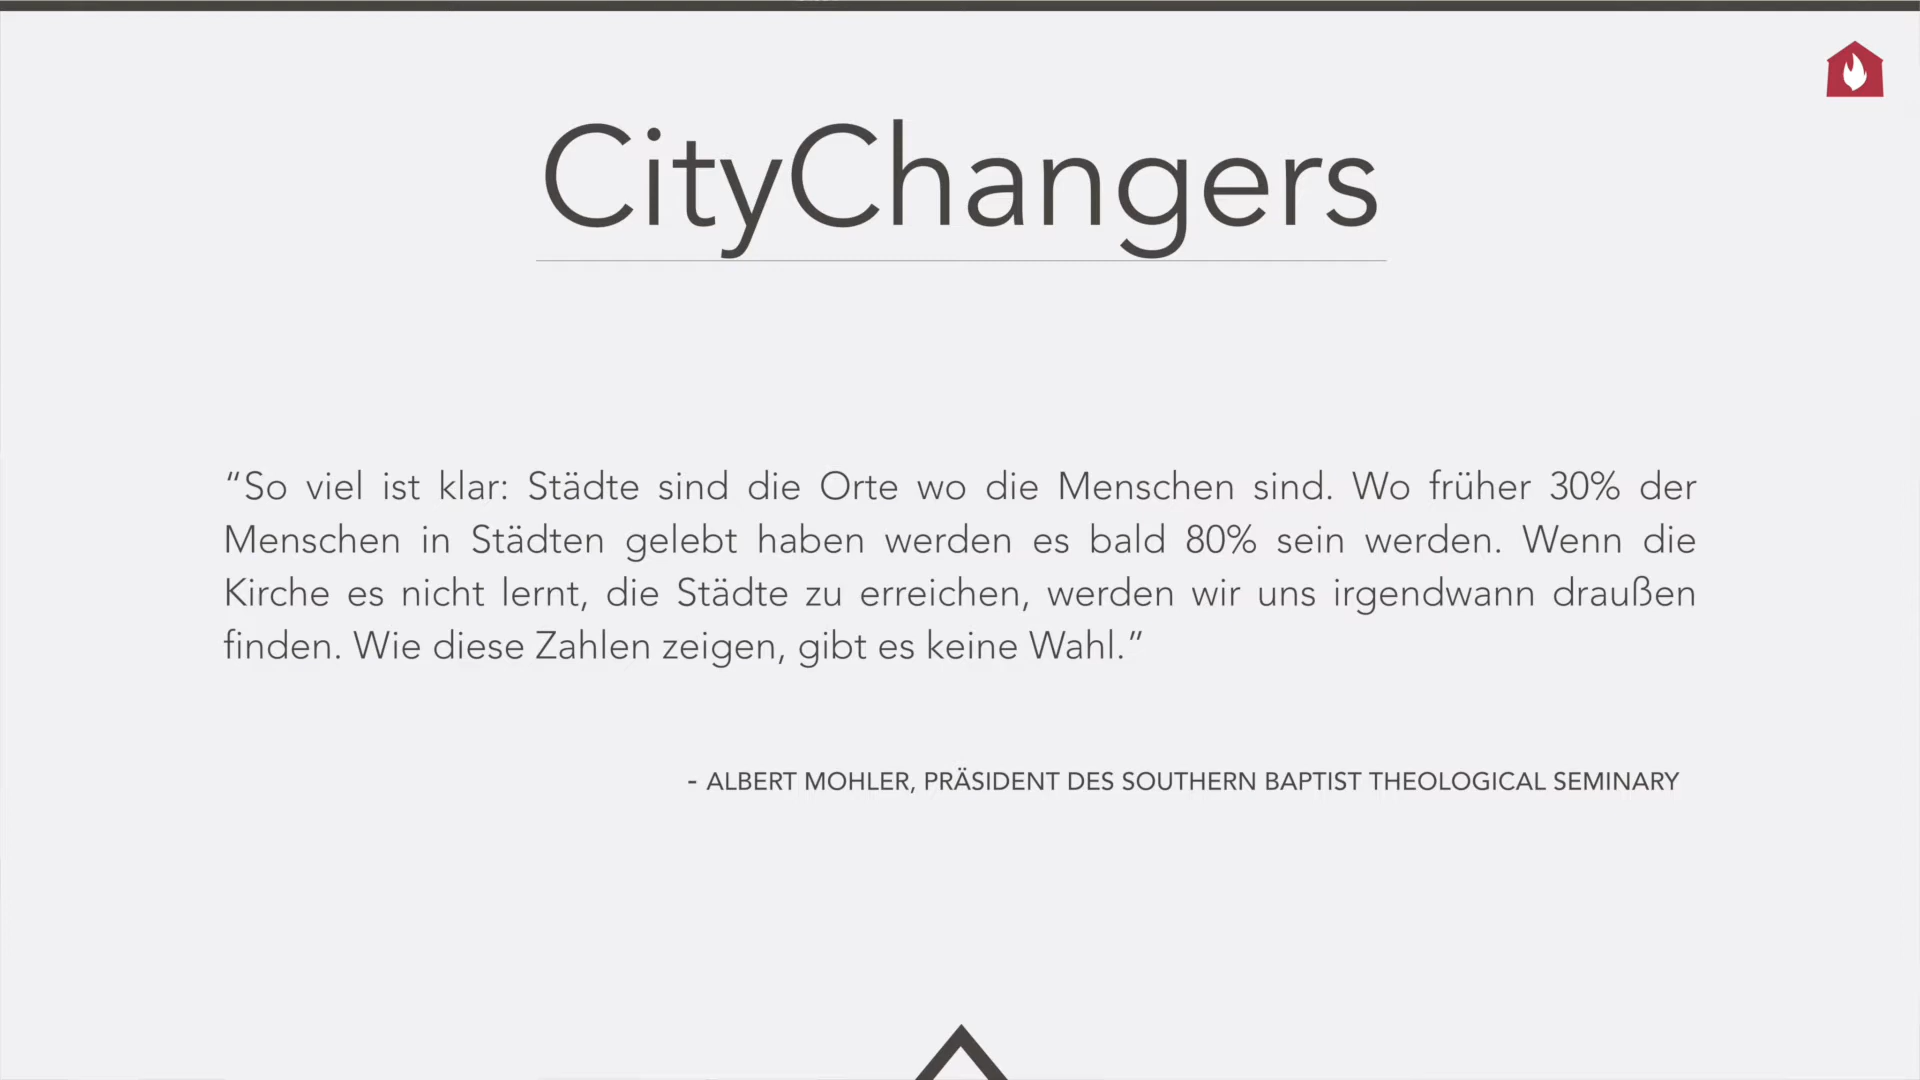 CityChangers
“So viel ist klar: Städte sind die Orte wo die Menschen sind. Wo früher 30% der
Menschen in Städten gelebt haben werden es bald 80% sein werden. Wenn die
Kirche es nicht lernt, die Städte zu erreichen, werden wir uns irgendwann draußen
finden. Wie diese Zahlen zeigen, gibt es keine Wahl.”
- ALBERT MOHLER, PRÄSIDENT DES SOUTHERN BAPTIST THEOLOGICAL SEMINARY